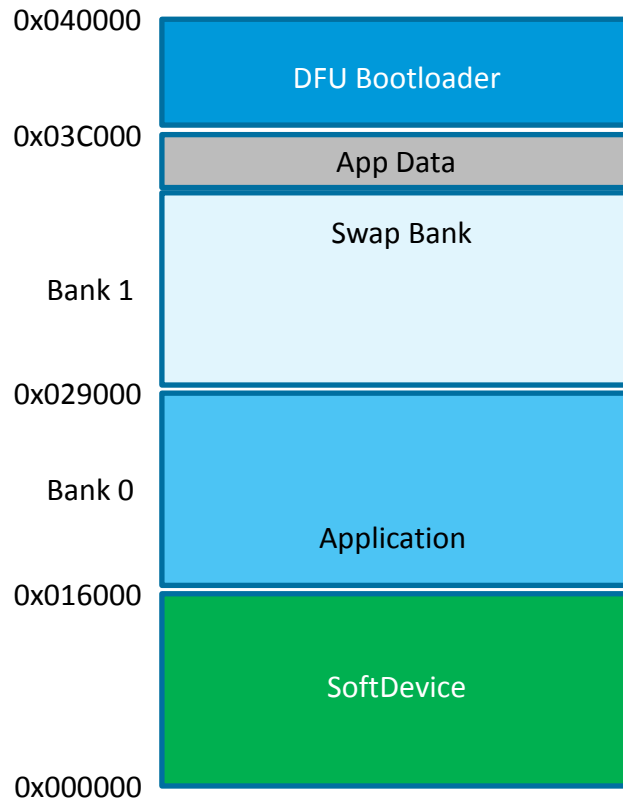 0x040000
DFU Bootloader
0x03C000
App Data
Swap Bank
Bank 1
0x029000
Bank 0
Application
0x016000
SoftDevice
0x000000